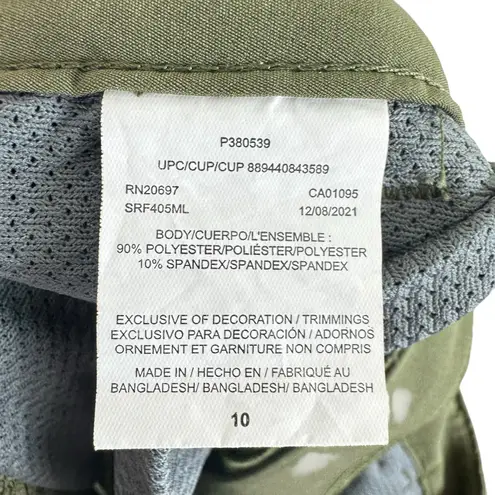 P380539
UPC/CUP/CUP 889440843589
RN20697 CA01095
SRF405ML 12/08/2021
BODY/CUERPO/L'ENSEMBLE :
90% POLYESTER/POLIÉSTER/POLYESTER
10% SPANDEX/SPANDEX/SPANDEX
EXCLUSIVE OF DECORATION / TRIMMINGS
EXCLUSIVO PARA DECORACIÓN / ADORNOS
ORNEMENT ET GARNITURE NON COMPRIS
MADE IN / HECHO EN / FABRIQUÉ AU
BANGLADESH/ BANGLADESH/ BANGLADESH
10